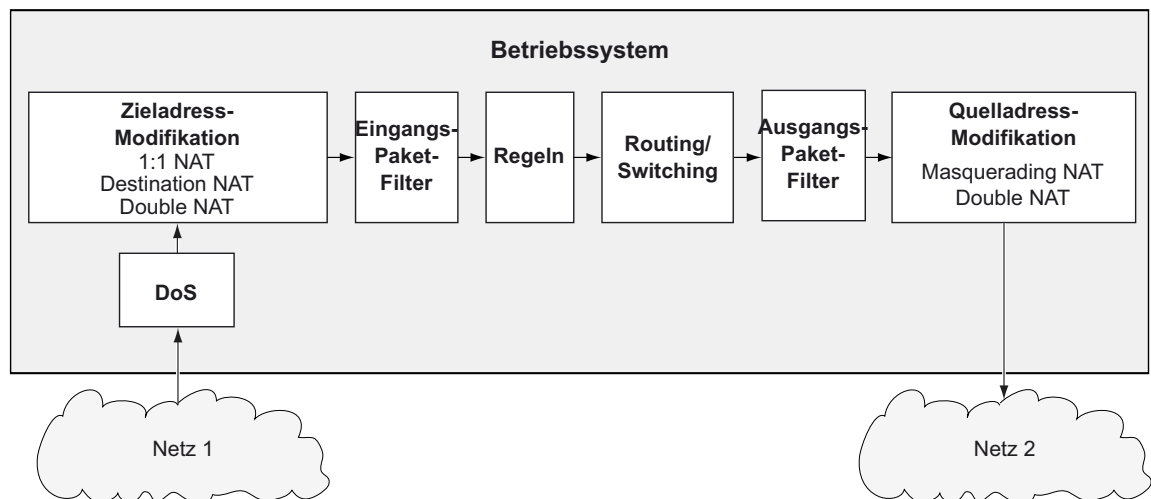 Betriebssystem
Zieladress-
Modifikation
1:1 NAT
Destination NAT
Double NAT
Eingangs-
Paket-
Filter
Regeln
Routing/
Switching
Ausgangs-
Paket-
Filter
Quelladress-
Modifikation
Masquerading NAT
Double NAT
DoS
Netz 1
Netz 2